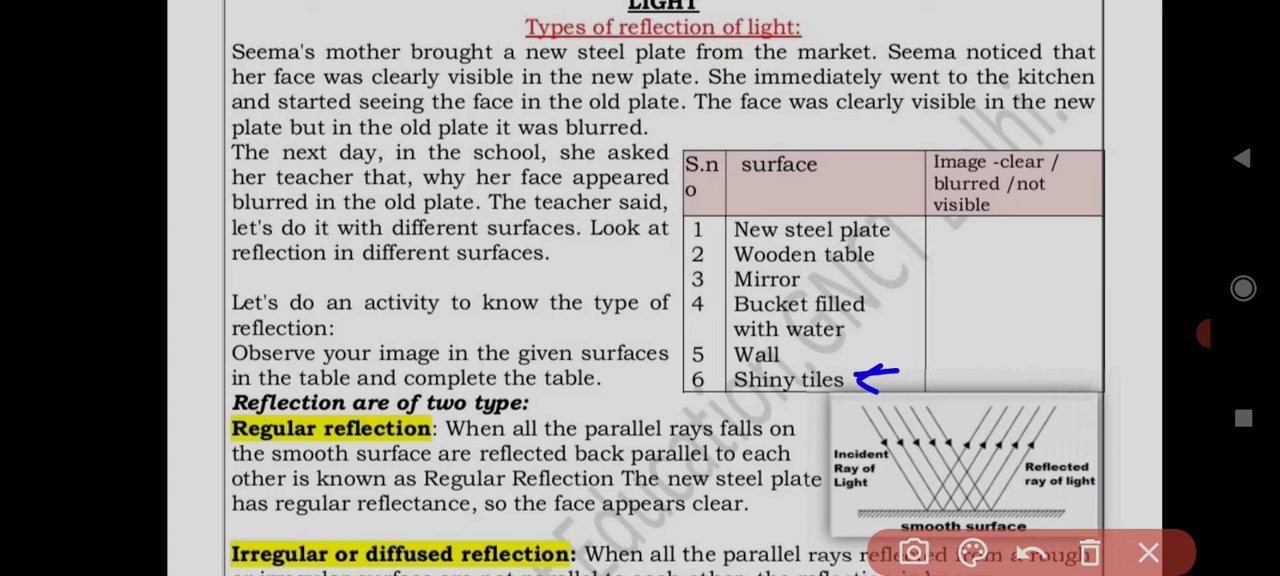 LIGHT
Types of reflection of light:
Seema's mother brought a new steel plate from the market. Seema noticed that
her face was clearly visible in the new plate. She immediately went to the kitchen
and started seeing the face in the old plate. The face was clearly visible in the new
plate but in the old plate it was blurred.
The next day, in the school, she asked
her teacher that, why her face appeared
blurred in the old plate. The teacher said,
let's do it with different surfaces. Look at
reflection in different surfaces.
Let's do an activity to know the type of
reflection:
Observe your image in the given surfaces
in the table and complete the table.
S.n
o
surface
Image -clear /
blurred /not
visible
1 New steel plate
2 Wooden table
3 Mirror
4 Bucket filled
with water
5 Wall
6 Shiny tiles
Reflection are of two type:
Regular reflection: When all the parallel rays falls on
the smooth surface are reflected back parallel to each
other is known as Regular Reflection The new steel plate
has regular reflectance, so the face appears clear.
Incident
Ray of
Light
Reflected
ray of light
smooth surface
Irregular or diffused reflection: When all the parallel rays reflected from a rough
Education, GNCT Delhi.